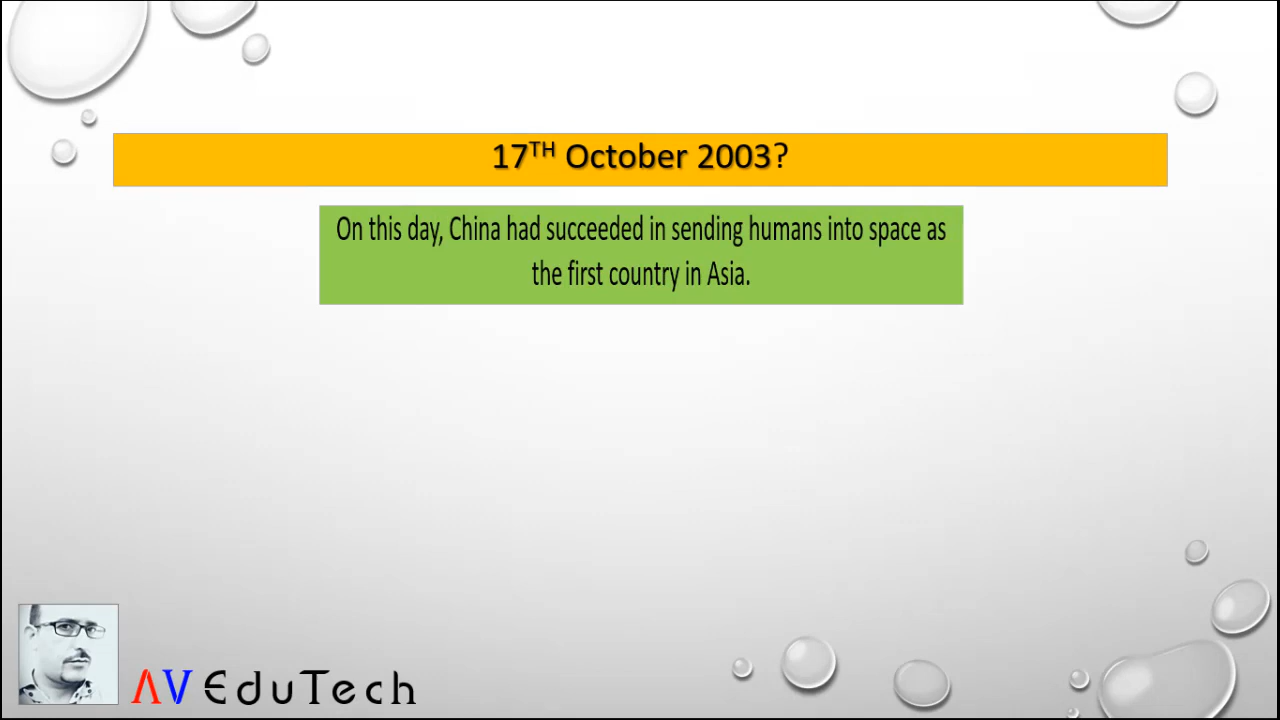 17TH October 2003?
On this day, China had succeeded in sending humans into space as
the first country in Asia.
AV EduTech